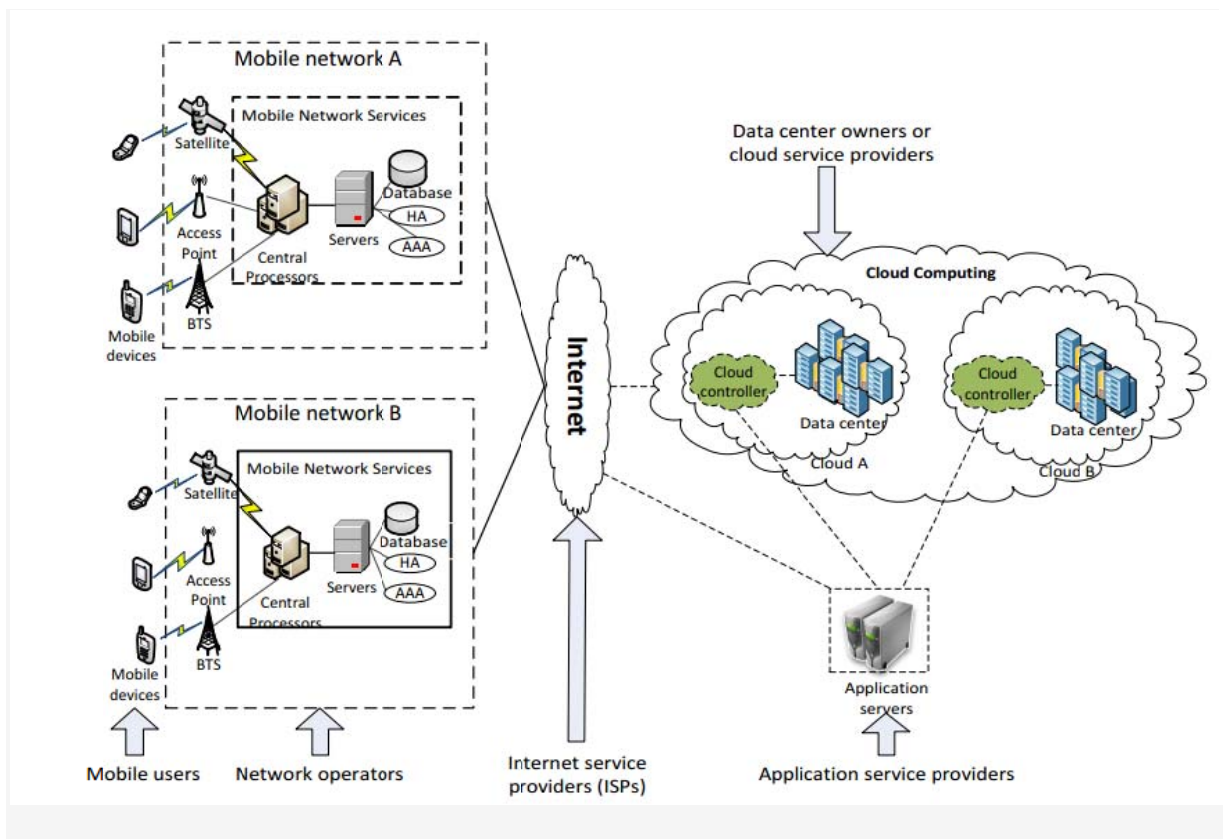 Mobile network A
Mobile Network Services
Satellite
Database
HA
AAA
Access
Point
Servers
Central
Processors
BTS
Mobile
devices
Mobile network B
Mobile Network Services
Satellite
Database
HA
AAA
Access
Point
Servers
Central
Processors
BTS
Mobile
devices
Mobile users
Network operators
Internet
Internet service
providers (ISPs)
Data center owners or
cloud service providers
Cloud Computing
Cloud
controller
Data center
Cloud A
Cloud
controller
Data center
Cloud B
Application
servers
Application service providers